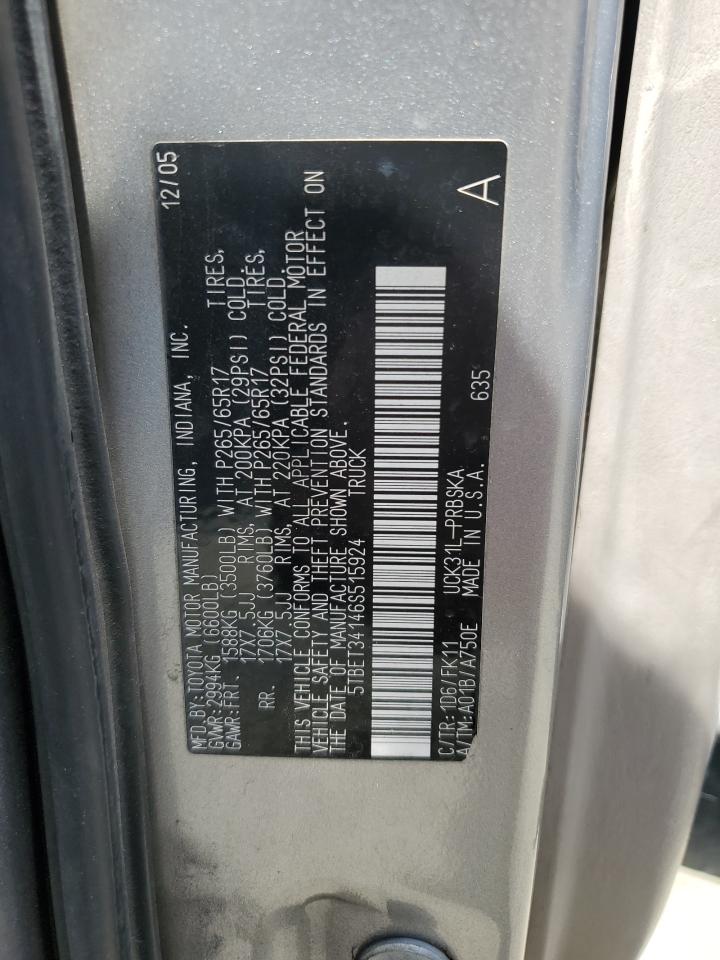 MFD. BY: TOYOTA MOTOR MANUFACTURING, INDIANA, INC. 12/05
GVWR: 2994KG (6600LB)
GAWR: FRT. 1588KG (3500LB) WITH P265/65R17 TIRES,
17X7.5JJ RIMS, AT 200KPA (29PSI) COLD.
RR. 1706KG (3760LB) WITH P265/65R17 TIRES,
17X7.5JJ RIMS, AT 220KPA (32PSI) COLD.
THIS VEHICLE CONFORMS TO ALL APPLICABLE FEDERAL MOTOR
VEHICLE SAFETY AND THEFT PREVENTION STANDARDS IN EFFECT ON
THE DATE OF MANUFACTURE SHOWN ABOVE.
5TBET34146S515924 TRUCK
C/TR: 1D6/FK11 UCK31L-PRBSKA 635 A
A/TM: A01B/A750E MADE IN U.S.A.